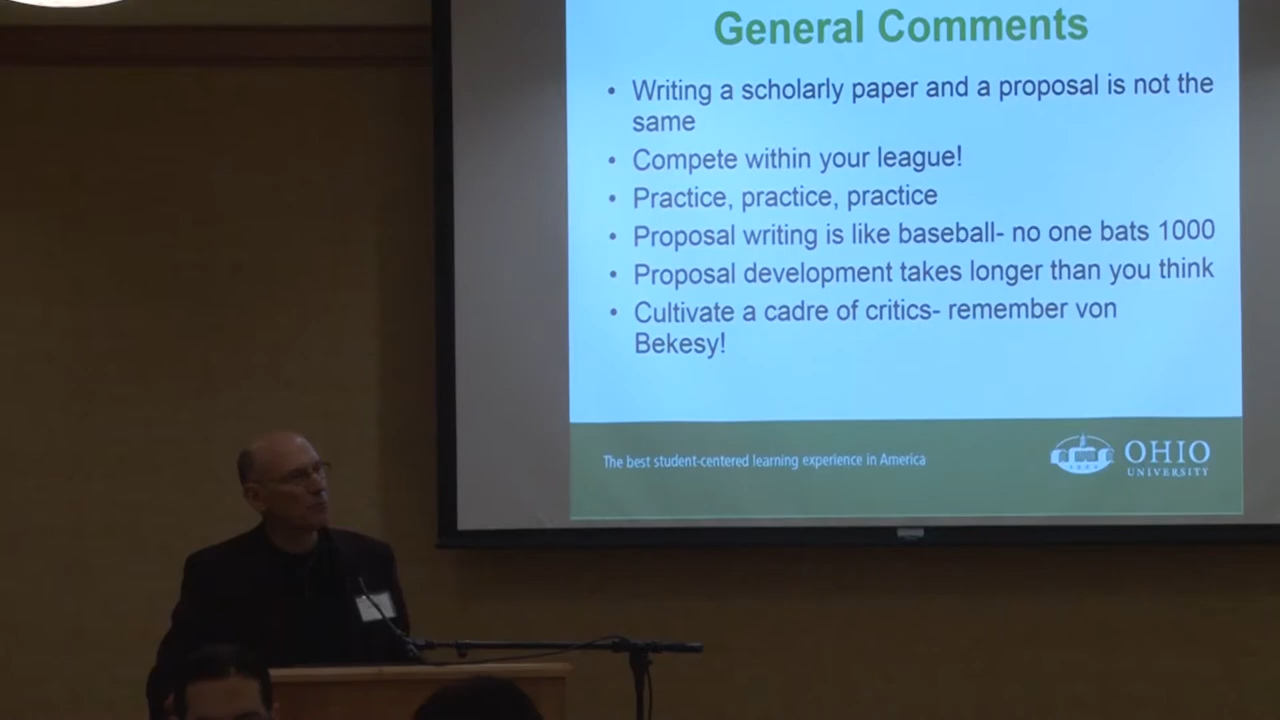 General Comments
• Writing a scholarly paper and a proposal is not the
same
• Compete within your league!
• Practice, practice, practice
• Proposal writing is like baseball- no one bats 1000
• Proposal development takes longer than you think
• Cultivate a cadre of critics- remember von
Bekesy!
The best student-centered learning experience in America
OHIO
UNIVERSITY